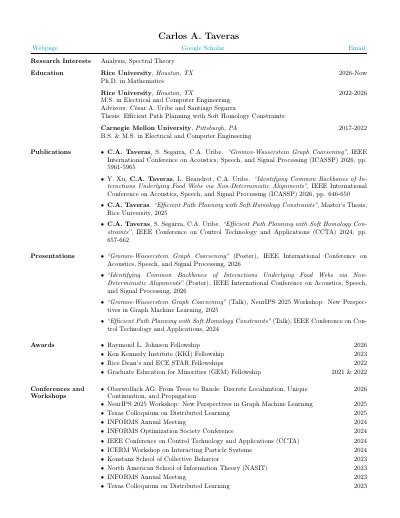 Carlos A. Taveras
Webpage Google Scholar Email
Research Interests Analysis, Spectral Theory
Education Rice University, Houston, TX 2026-Now
Ph.D. in Mathematics
Rice University, Houston, TX 2022-2026
M.S. in Electrical and Computer Engineering
Advisors: César A. Uribe and Santiago Segarra
Thesis: Efficient Path Planning with Soft Homology Constraints
Carnegie Mellon University, Pittsburgh, PA 2017-2022
B.S. & M.S. in Electrical and Computer Engineering
Publications • C.A. Taveras, S. Segarra, C.A. Uribe. “Gromov-Wasserstein Graph Coarsening”, IEEE
International Conference on Acoustics, Speech, and Signal Processing (ICASSP) 2026, pp.
5961-5965
• Y. Xu, C.A. Taveras, L. Beaudrot, C.A. Uribe. “Identifying Common Backbones of In-
teractions Underlying Food Webs via Non-Deterministic Alignments”, IEEE International
Conference on Acoustics, Speech, and Signal Processing (ICASSP) 2026, pp. 646-650
• C.A. Taveras. “Efficient Path Planning with Soft Homology Constraints”, Master's Thesis,
Rice University, 2025
• C.A. Taveras, S. Segarra, C.A. Uribe. “Efficient Path Planning with Soft Homology Con-
straints”, IEEE Conference on Control Technology and Applications (CCTA) 2024, pp.
657-662
Presentations • “Gromov-Wasserstein Graph Coarsening” (Poster), IEEE International Conference on
Acoustics, Speech, and Signal Processing, 2026
• “Identifying Common Backbones of Interactions Underlying Food Webs via Non-
Deterministic Alignments” (Poster), IEEE International Conference on Acoustics, Speech,
and Signal Processing, 2026
• “Gromov-Wasserstein Graph Coarsening” (Talk), NeurIPS 2025 Workshop: New Perspec-
tives in Graph Machine Learning, 2025
• “Efficient Path Planning with Soft Homology Constraints” (Talk), IEEE Conference on Con-
trol Technology and Applications, 2024
Awards • Raymond L. Johnson Fellowship 2026
• Ken Kennedy Institute (KKI) Fellowship 2023
• Rice Dean's and ECE STAR Fellowships 2022
• Graduate Education for Minorities (GEM) Fellowship 2021 & 2022
Conferences and • Oberwolfach AG: From Trees to Bands: Discrete Localization, Unique 2026
Workshops Continuation, and Propagation
• NeurIPS 2025 Workshop: New Perspectives in Graph Machine Learning 2025
• Texas Colloquium on Distributed Learning 2025
• INFORMS Annual Meeting 2024
• INFORMS Optimization Society Conference 2024
• IEEE Conference on Control Technology and Applications (CCTA) 2024
• ICERM Workshop on Interacting Particle Systems 2024
• Konstanz School of Collective Behavior 2023
• North American School of Information Theory (NASIT) 2023
• INFORMS Annual Meeting 2023
• Texas Colloquium on Distributed Learning 2023